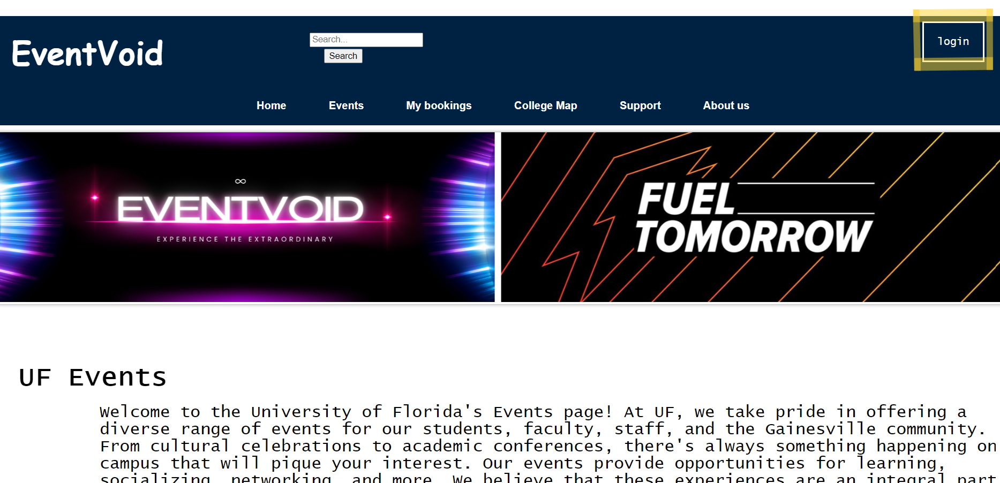 EventVoid
Search...
Search
login
Home Events My bookings College Map Support About us
∞
EVENTVOID
EXPERIENCE THE EXTRAORDINARY
FUEL
TOMORROW
UF Events
Welcome to the University of Florida's Events page! At UF, we take pride in offering a
diverse range of events for our students, faculty, staff, and the Gainesville community.
From cultural celebrations to academic conferences, there's always something happening on
campus that will pique your interest. Our events provide opportunities for learning,
socializing, networking, and more. We believe that these experiences are an integral part